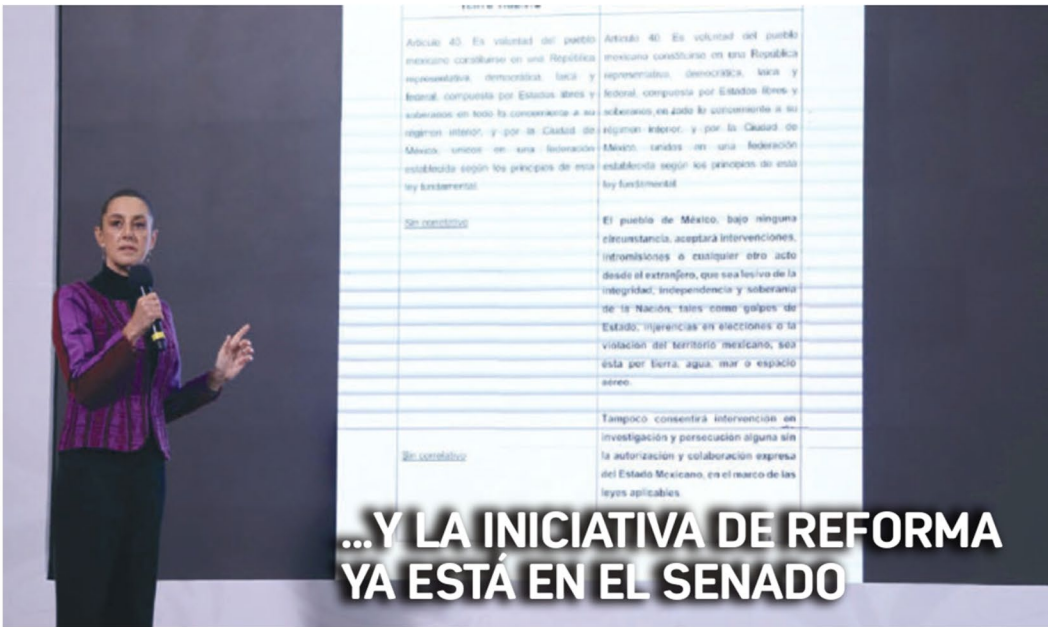 Artículo 40. Es voluntad del pueblo
mexicano constituirse en una República
representativa, democrática, laica y
federal, compuesta por Estados libres y
soberanos en todo lo concerniente a su
régimen interior, y por la Ciudad de
México, unidos en una federación
establecida según los principios de esta
ley fundamental.
Sin correlativo
Sin correlativo
Artículo 40. Es voluntad del pueblo
mexicano constituirse en una República
representativa, democrática, laica y
federal, compuesta por Estados libres y
soberanos en todo lo concerniente a su
régimen interior, y por la Ciudad de
México, unidos en una federación
establecida según los principios de esta
ley fundamental.
El pueblo de México, bajo ninguna
circunstancia, aceptará intervenciones,
intromisiones o cualquier otro acto
desde el extranjero, que sea lesivo de la
integridad, independencia y soberanía
de la Nación, tales como golpes de
Estado, injerencias en elecciones o la
violación del territorio mexicano, sea
ésta por tierra, agua, mar o espacio
aéreo.
Tampoco consentirá intervención en
investigación y persecución alguna sin
la autorización y colaboración expresa
del Estado Mexicano, en el marco de las
leyes aplicables.
...Y LA INICIATIVA DE REFORMA
YA ESTÁ EN EL SENADO